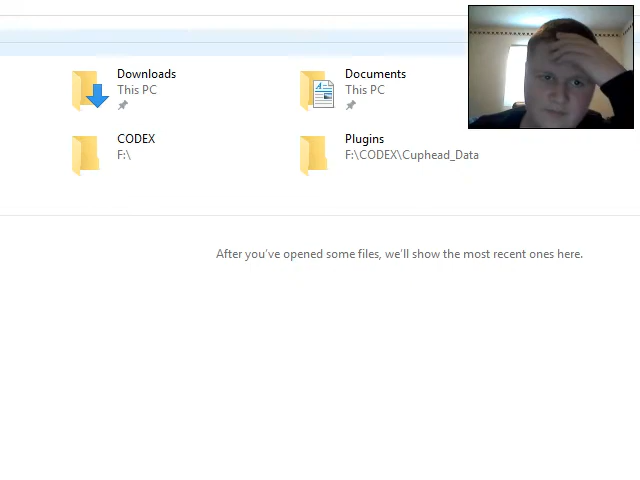 Downloads
This PC
Documents
This PC
CODEX
F:\
Plugins
F:\CODEX\Cuphead_Data
After you've opened some files, we'll show the most recent ones here.